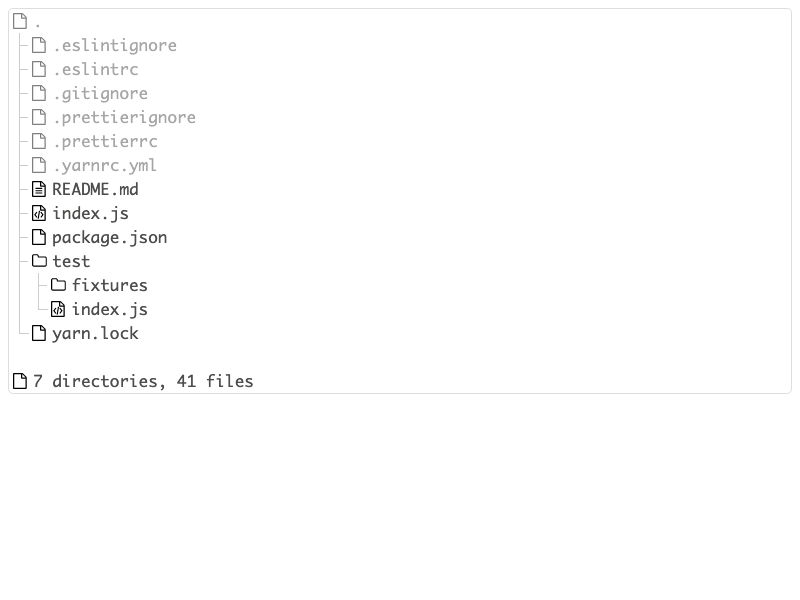 .
.eslintignore
.eslintrc
.gitignore
.prettierignore
.prettierrc
.yarnrc.yml
README.md
index.js
package.json
test
fixtures
index.js
yarn.lock
7 directories, 41 files